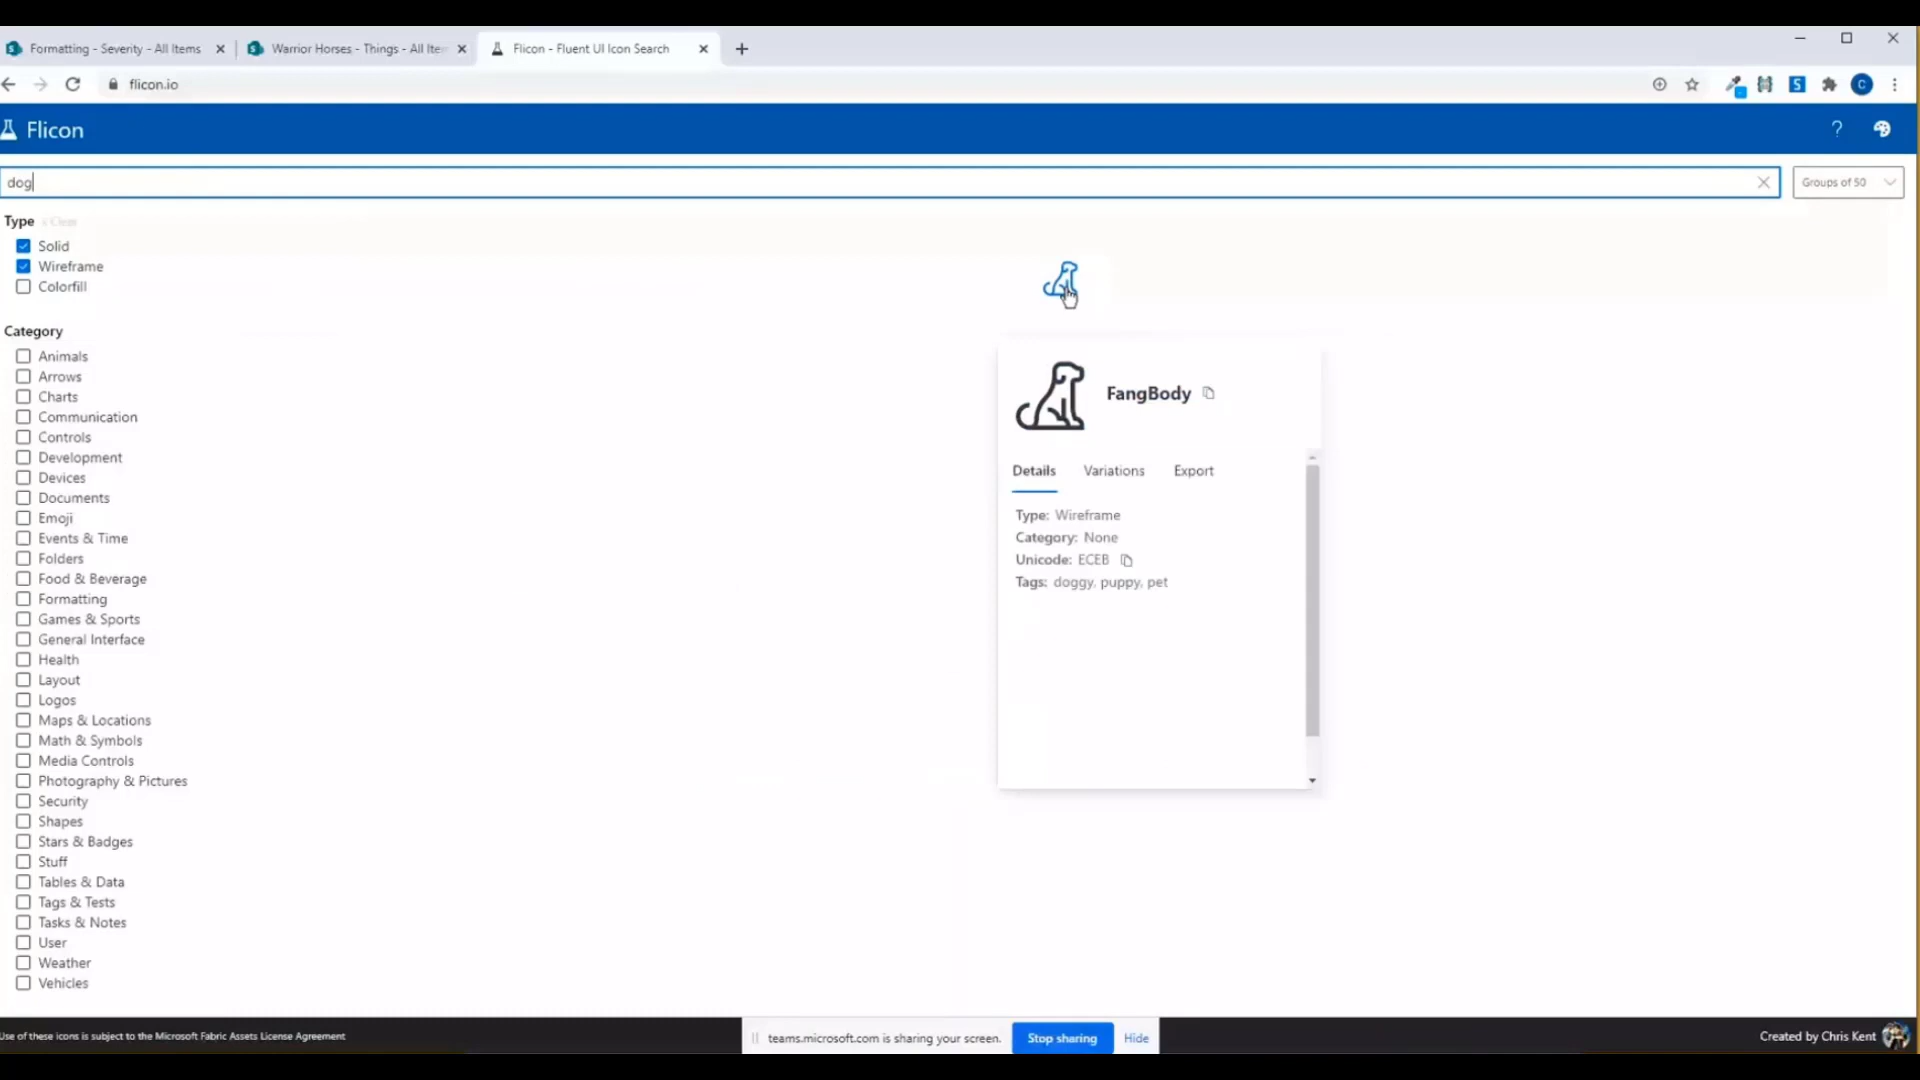 Formatting - Severity - All Items
Warrior Horses - Things - All Iter
Flicon - Fluent UI Icon Search
flicon.io
S
C
Flicon
?
dog
Groups of 50
Type x Clear
Solid
Wireframe
Colorfill
Category
Animals
Arrows
Charts
Communication
Controls
Development
Devices
Documents
Emoji
Events & Time
Folders
Food & Beverage
Formatting
Games & Sports
General Interface
Health
Layout
Logos
Maps & Locations
Math & Symbols
Media Controls
Photography & Pictures
Security
Shapes
Stars & Badges
Stuff
Tables & Data
Tags & Tests
Tasks & Notes
User
Weather
Vehicles
FangBody
Details Variations Export
Type: Wireframe
Category: None
Unicode: ECEB
Tags: doggy, puppy, pet
Use of these icons is subject to the Microsoft Fabric Assets License Agreement
teams.microsoft.com is sharing your screen. Stop sharing Hide
Created by Chris Kent